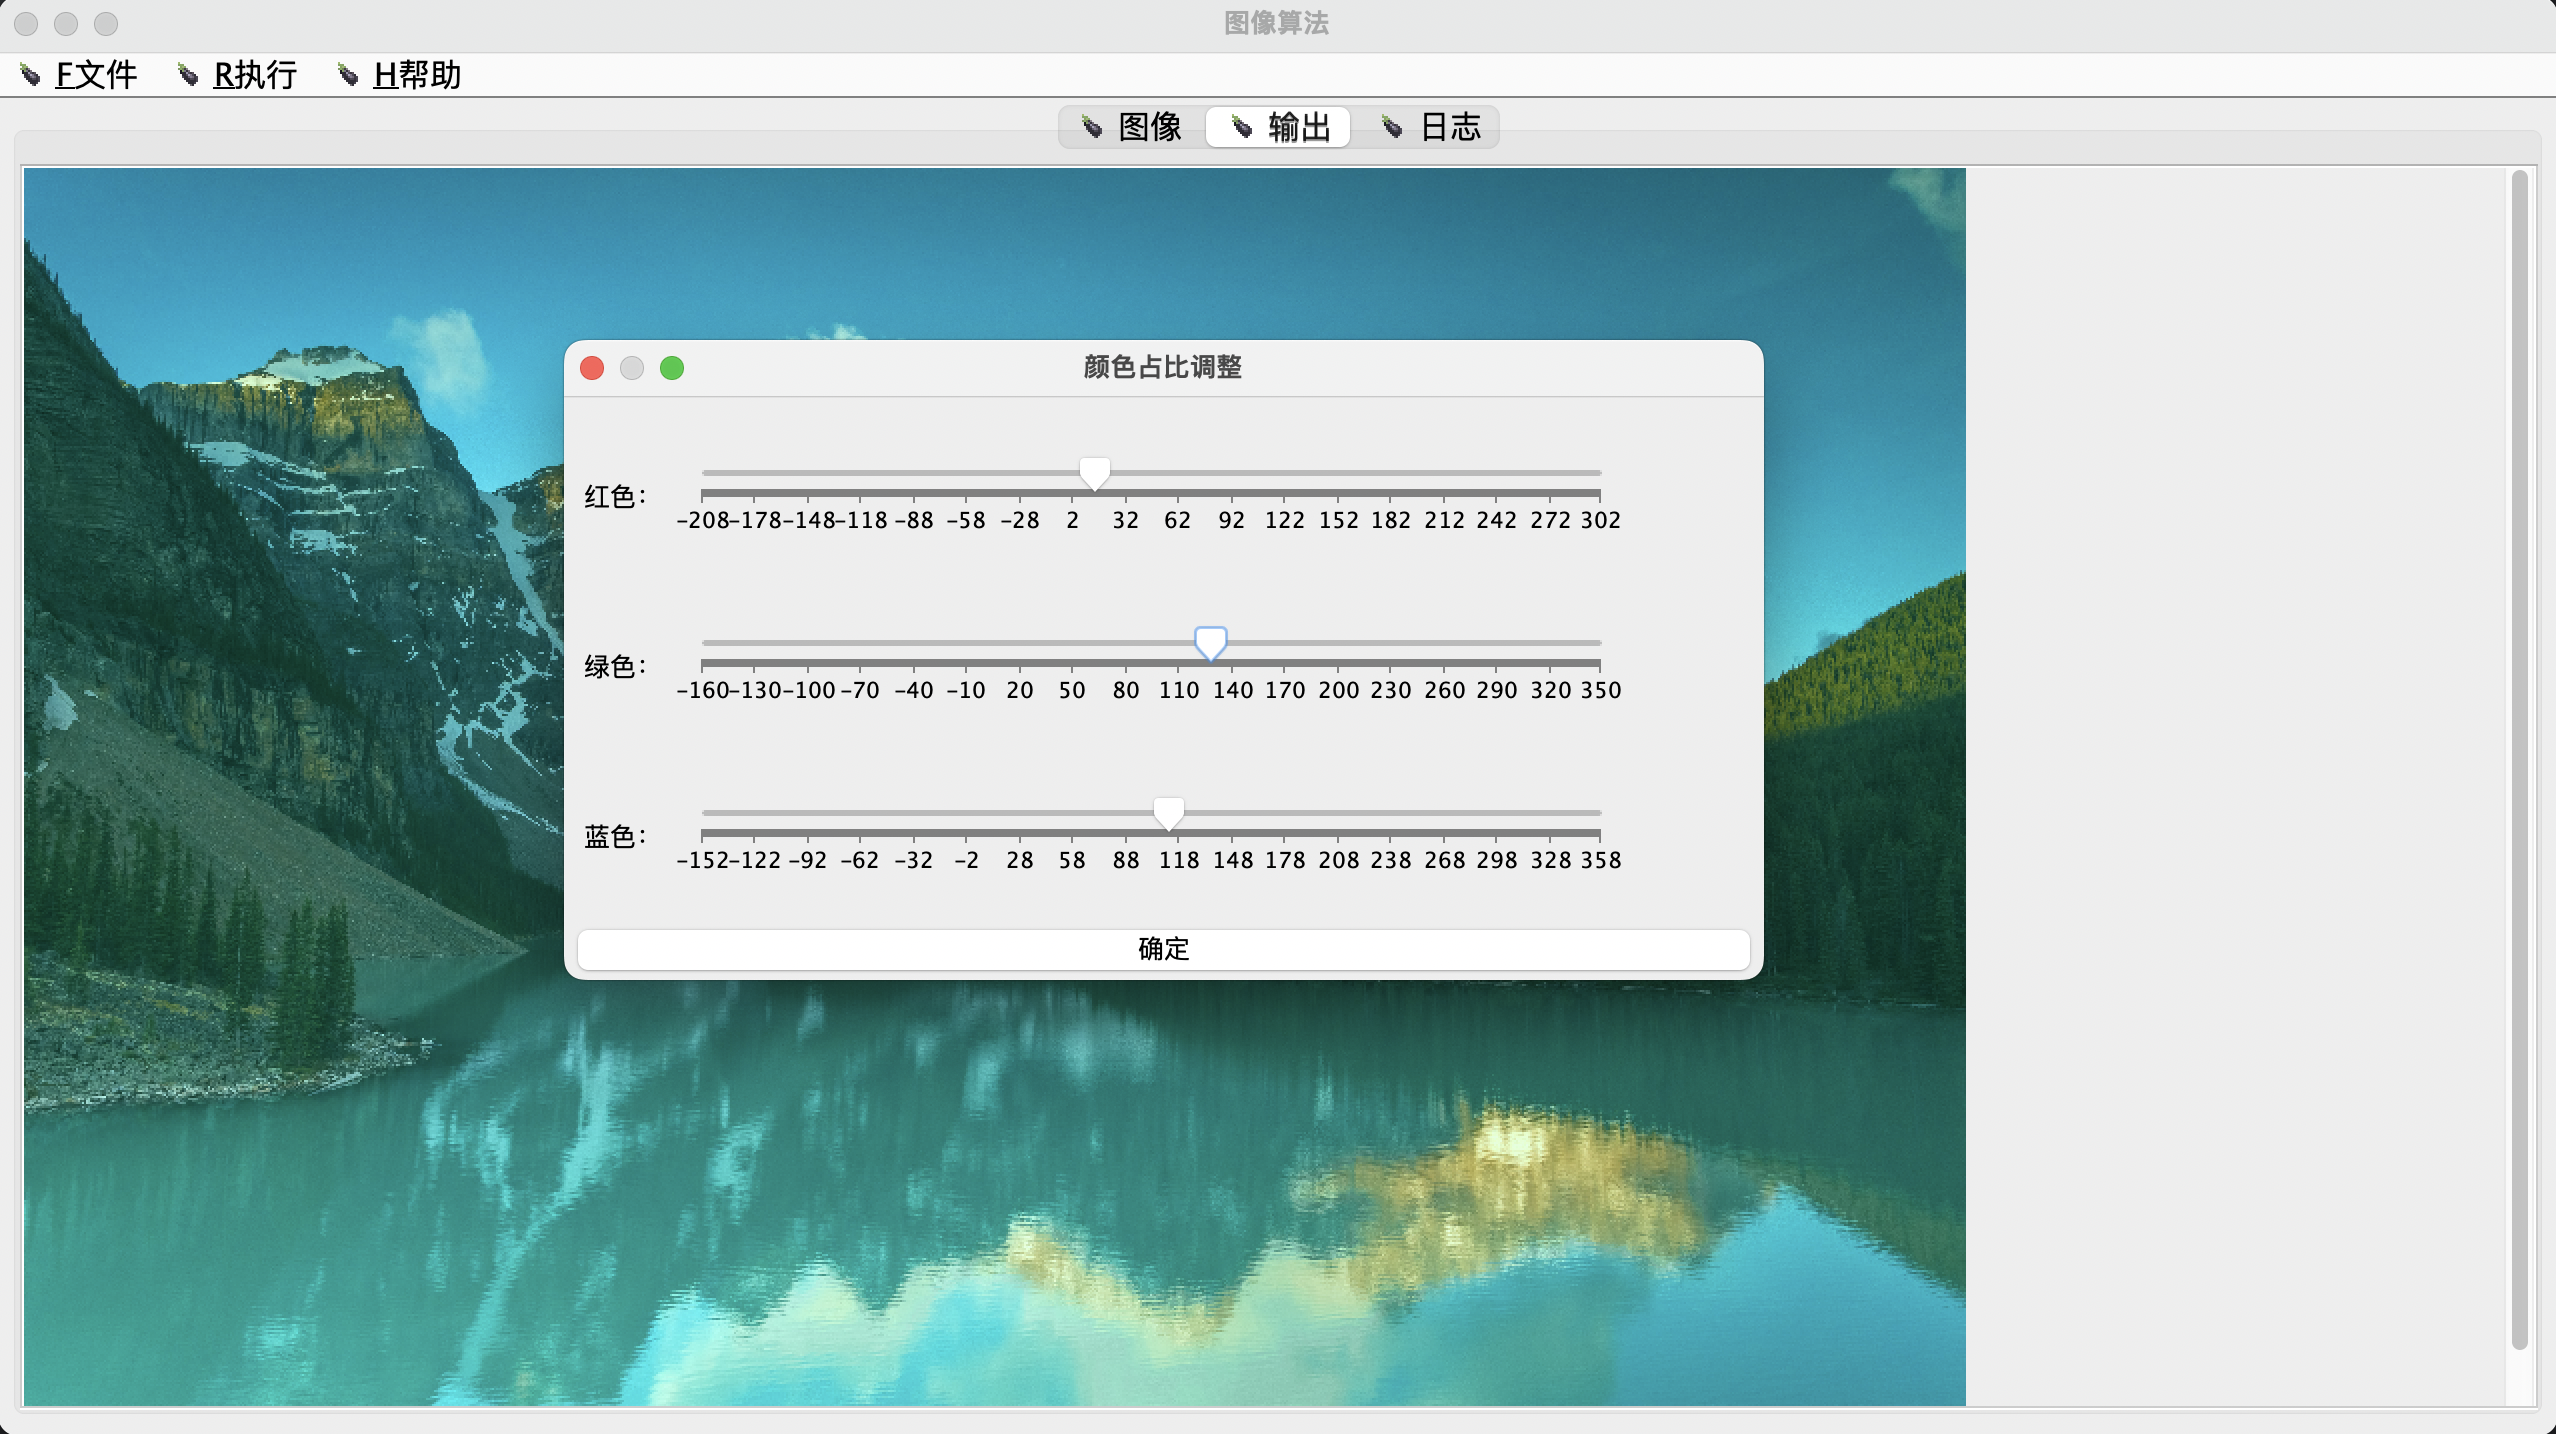 图像算法
F文件 R执行 H帮助
图像 输出 日志
颜色占比调整
红色:
-208 -178 -148 -118 -88 -58 -28 2 32 62 92 122 152 182 212 242 272 302
绿色:
-160 -130 -100 -70 -40 -10 20 50 80 110 140 170 200 230 260 290 320 350
蓝色:
-152 -122 -92 -62 -32 -2 28 58 88 118 148 178 208 238 268 298 328 358
确定